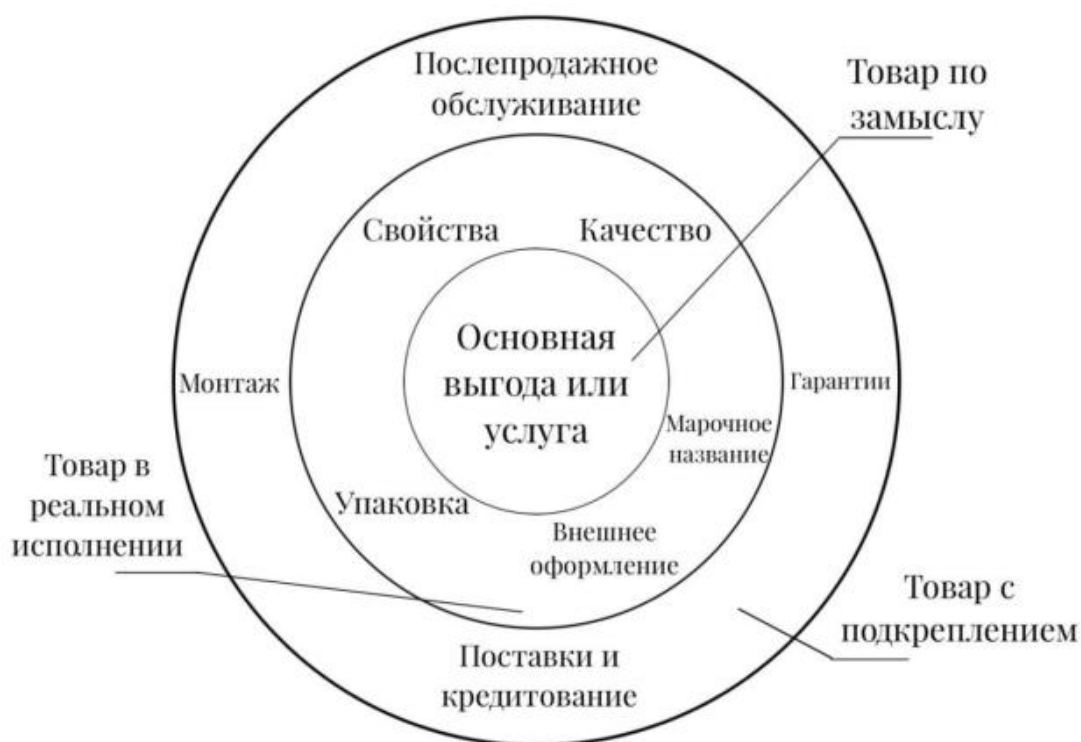 Послепродажное
обслуживание
Товар по
замыслу
Свойства
Качество
Основная
выгода или
услуга
Монтаж
Гарантии
Марочное
название
Товар в
реальном
исполнении
Упаковка
Внешнее
оформление
Товар с
подкреплением
Поставки и
кредитование